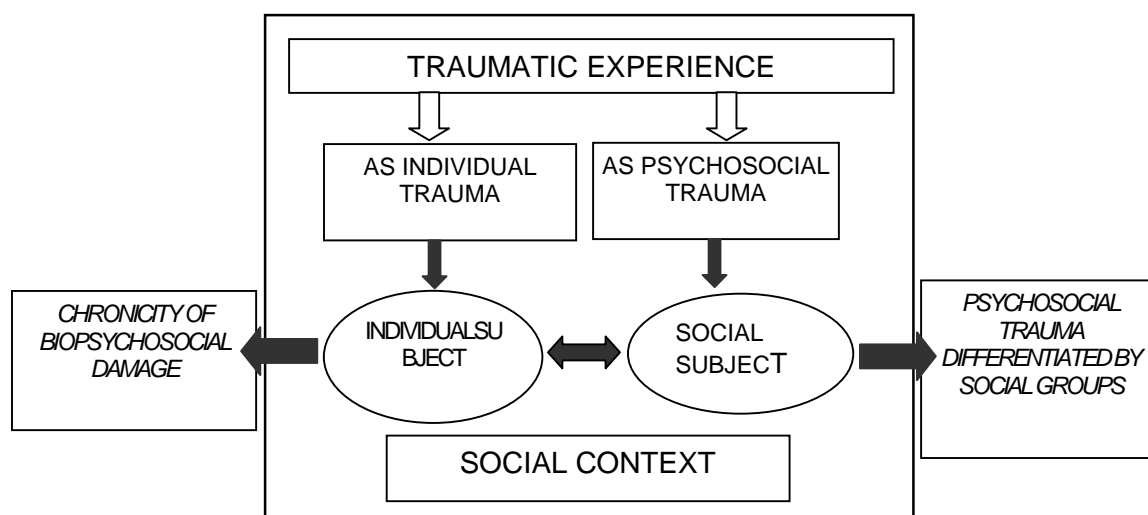 TRAUMATIC EXPERIENCE
AS INDIVIDUAL
TRAUMA
AS PSYCHOSOCIAL
TRAUMA
CHRONICITY OF
BIOPSYCHOSOCIAL
DAMAGE
INDIVIDUALSU
BJECT
SOCIAL
SUBJECT
PSYCHOSOCIAL
TRAUMA
DIFFERENTIATED BY
SOCIAL GROUPS
SOCIAL CONTEXT